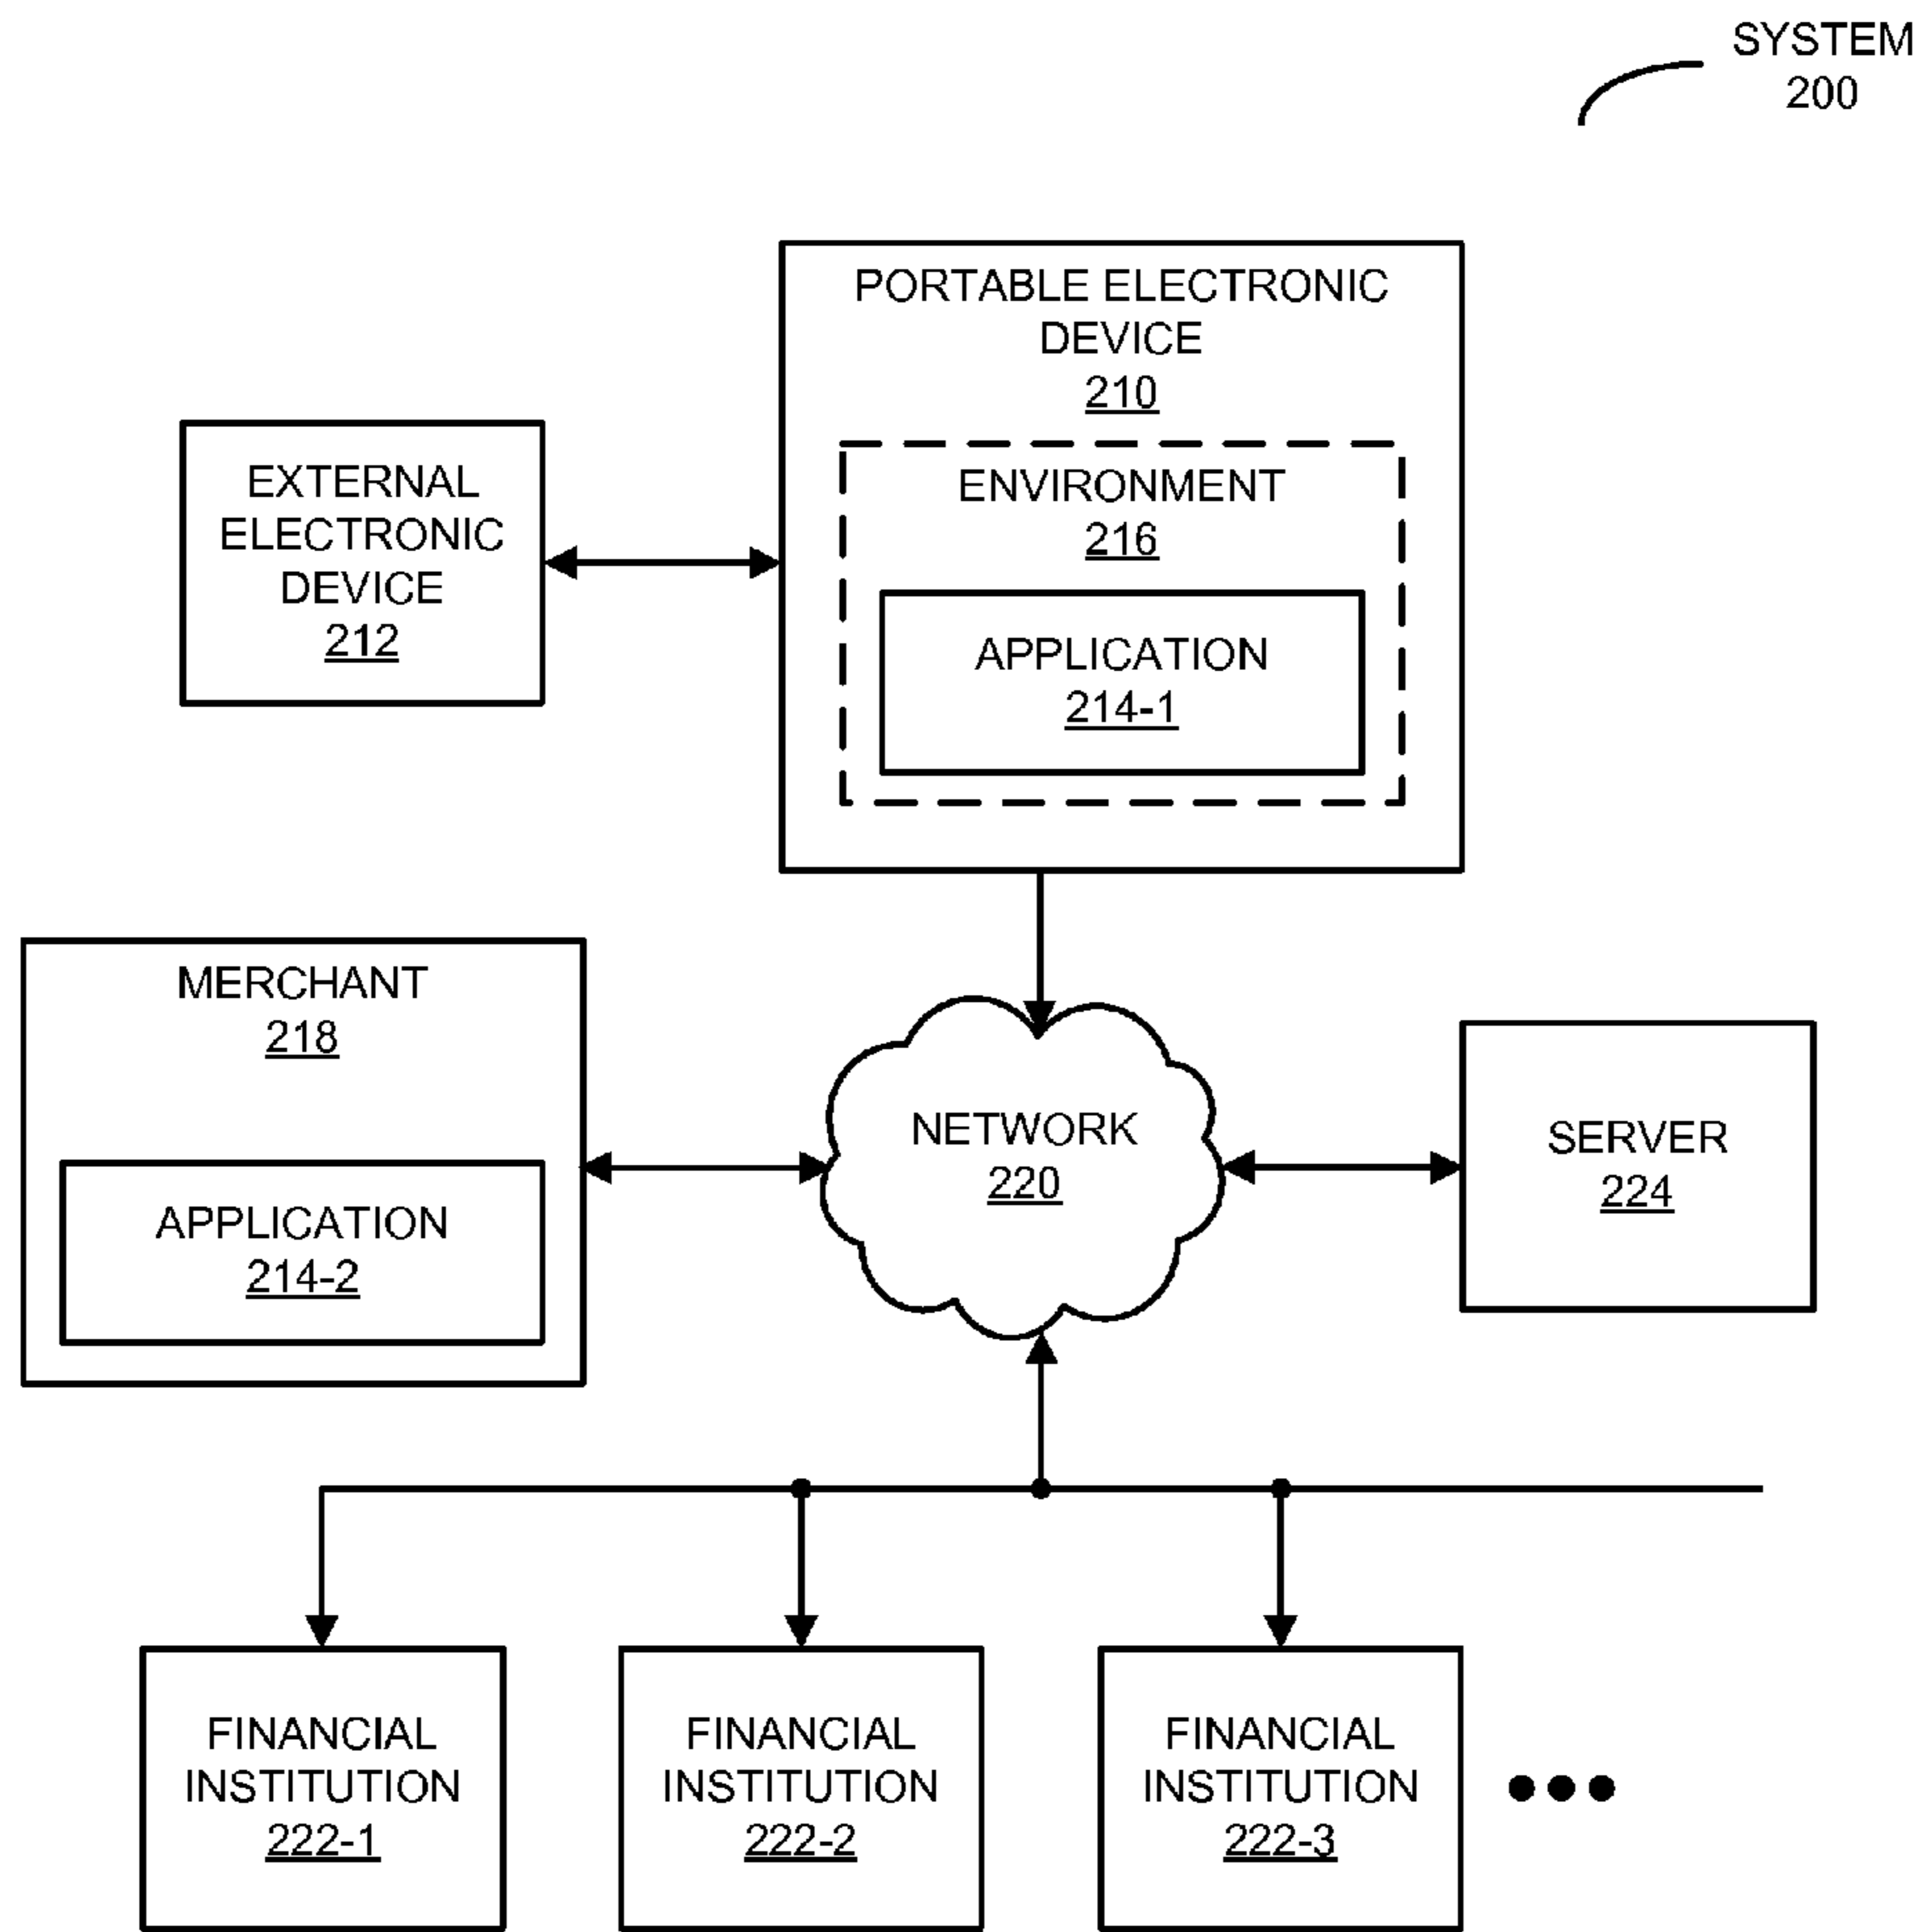 SYSTEM
200
PORTABLE ELECTRONIC
DEVICE
210
ENVIRONMENT
216
APPLICATION
214-1
EXTERNAL
ELECTRONIC
DEVICE
212
MERCHANT
218
APPLICATION
214-2
NETWORK
220
SERVER
224
FINANCIAL
INSTITUTION
222-1
FINANCIAL
INSTITUTION
222-2
FINANCIAL
INSTITUTION
222-3